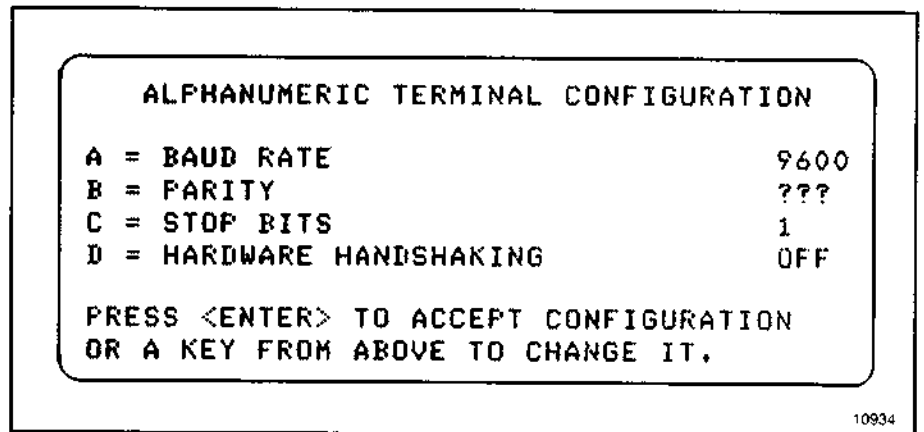 ALPHANUMERIC TERMINAL CONFIGURATION
A = BAUD RATE 9600
B = PARITY ???
C = STOP BITS 1
D = HARDWARE HANDSHAKING OFF
PRESS <ENTER> TO ACCEPT CONFIGURATION
OR A KEY FROM ABOVE TO CHANGE IT.
10934